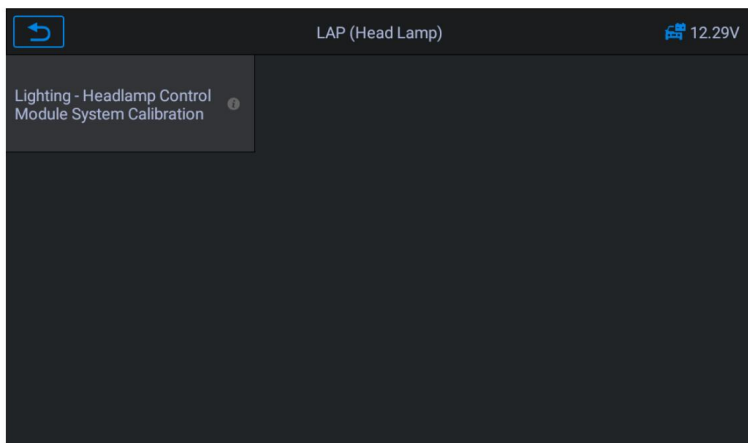 LAP (Head Lamp)
12.29V
Lighting - Headlamp Control
Module System Calibration